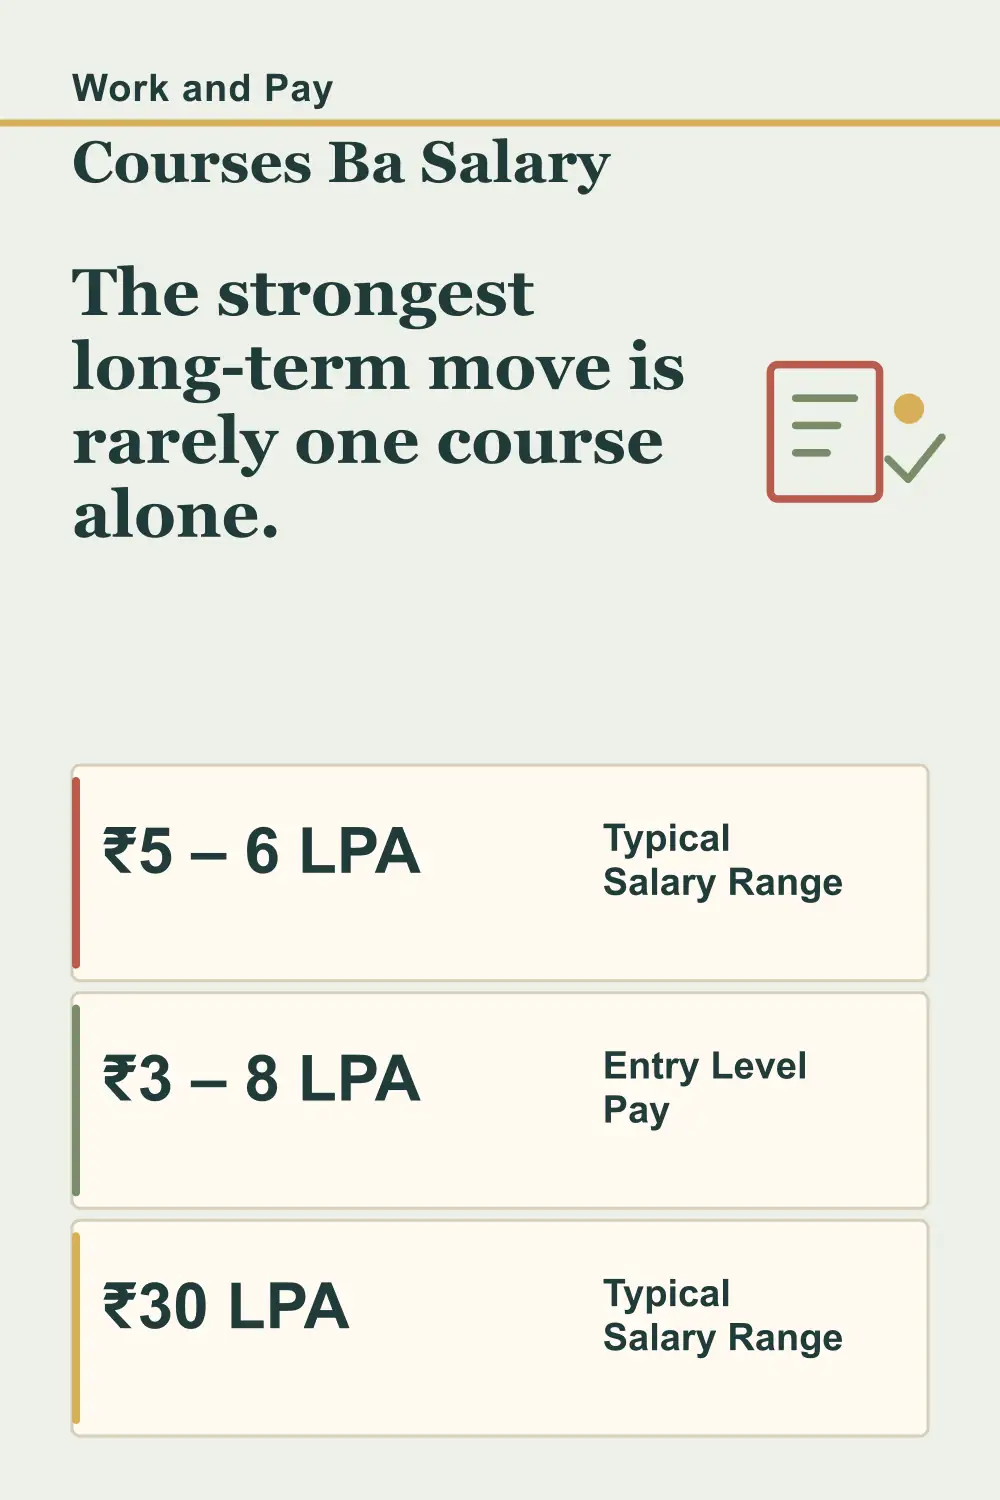 Work and Pay
Courses Ba Salary
The strongest
long-term move is
rarely one course
alone.
₹5 – 6 LPA
Typical
Salary Range
₹3 – 8 LPA
Entry Level
Pay
₹30 LPA
Typical
Salary Range